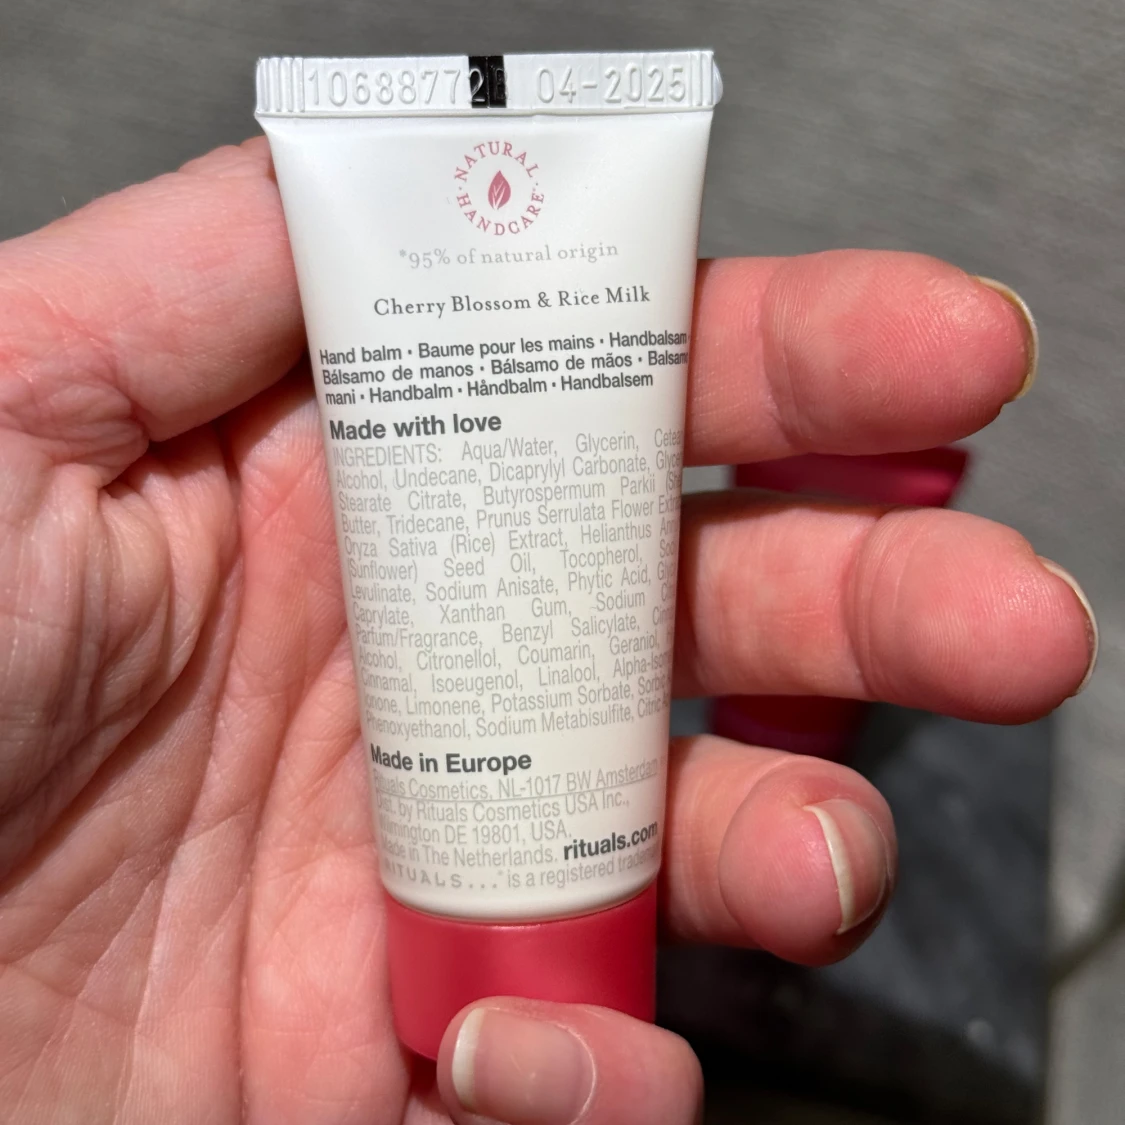 10688772B 04-2025
NATURAL HANDCARE
*95% of natural origin
Cherry Blossom & Rice Milk
Hand balm · Baume pour les mains · Handbalsam
Bálsamo de manos · Bálsamo de mãos · Balsamo
mani · Handbalm · Håndbalm · Handbalsem
Made with love
INGREDIENTS: Aqua/Water, Glycerin,
Alcohol, Undecane, Dicaprylyl Carbonate,
Stearate Citrate, Butyrospermum Parkii
Butter, Tridecane, Prunus Serrulata Flower
Oryza Sativa (Rice) Extract, Helianthus
(Sunflower) Seed Oil, Tocopherol,
Levulinate, Sodium Anisate, Phytic Acid,
Caprylate, Xanthan Gum, Sodium
Parfum/Fragrance, Benzyl Salicylate,
Alcohol, Citronellol, Coumarin, Geraniol,
Cinnamal, Isoeugenol, Linalool,
Ionone, Limonene, Potassium Sorbate,
Phenoxyethanol, Sodium Metabisulfite, Citric
Made in Europe
Rituals Cosmetics, NL-1017 BW Amsterdam
Dist. by Rituals Cosmetics USA Inc.,
Wilmington DE 19801, USA.
Made in The Netherlands. rituals.com
RITUALS...® is a registered